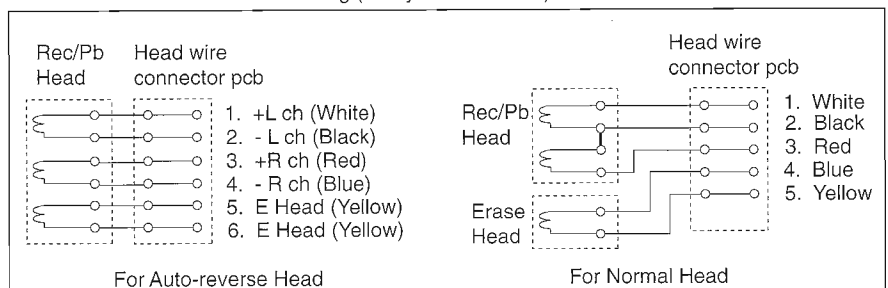 Rec/Pb Head
Head wire connector pcb
1. +L ch (White)
2. - L ch (Black)
3. +R ch (Red)
4. - R ch (Blue)
5. E Head (Yellow)
6. E Head (Yellow)
For Auto-reverse Head
Head wire connector pcb
Rec/Pb Head
Erase Head
1. White
2. Black
3. Red
4. Blue
5. Yellow
For Normal Head